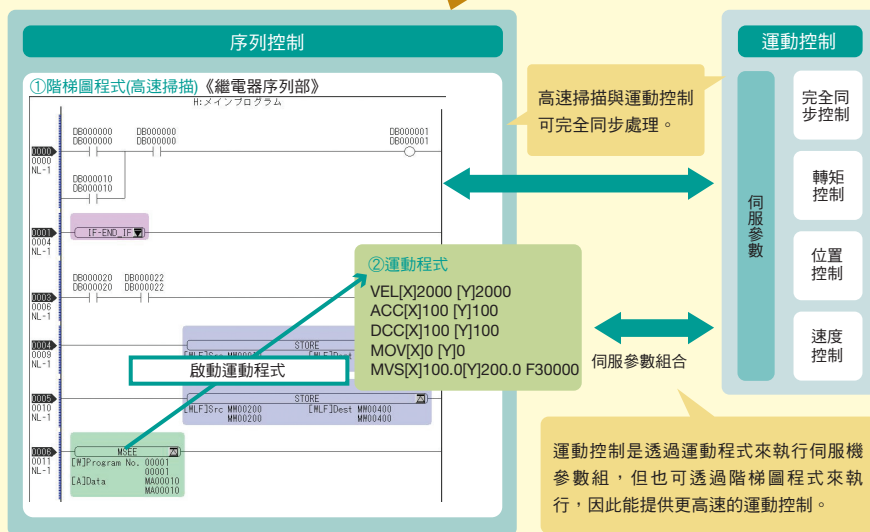 序列控制
①階梯圖程式(高速掃描)《繼電器序列部》
H:メインプログラム
DB000000 DB000000 DB000001
DB000000 DB000000 DB000001
0000
0000
NL-1
DB000010
DB000010
0001
0004
NL-1
IF-END_IF
DB000020 DB000022
DB000020 DB000022
0003
0006
NL-1
0004
0009
NL-1
STORE
啟動運動程式
0005
0010
NL-1
STORE
[WLF]Src MW00200 [WLF]Dest MW00400
MW00200 MW00400
0006
0011
NL-1
MSEE
[W]Program No. 00001
00001
[A]Data MA00010
MA00010
②運動程式
VEL[X]2000 [Y]2000
ACC[X]100 [Y]100
DCC[X]100 [Y]100
MOV[X]0 [Y]0
MVS[X]100.0[Y]200.0 F30000
高速掃描與運動控制
可完全同步處理。
伺服參數組合
運動控制
伺服參數
完全同
步控制
轉矩
控制
位置
控制
速度
控制
運動控制是透過運動程式來執行伺服機
參數組，但也可透過階梯圖程式來執
行，因此能提供更高速的運動控制。